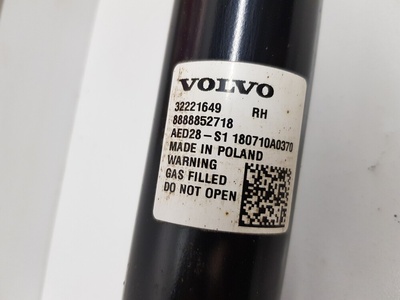 VOLVO
32221649 RH
8888852718
AED28-S1 180710A0370
MADE IN POLAND
WARNING
GAS FILLED
DO NOT OPEN